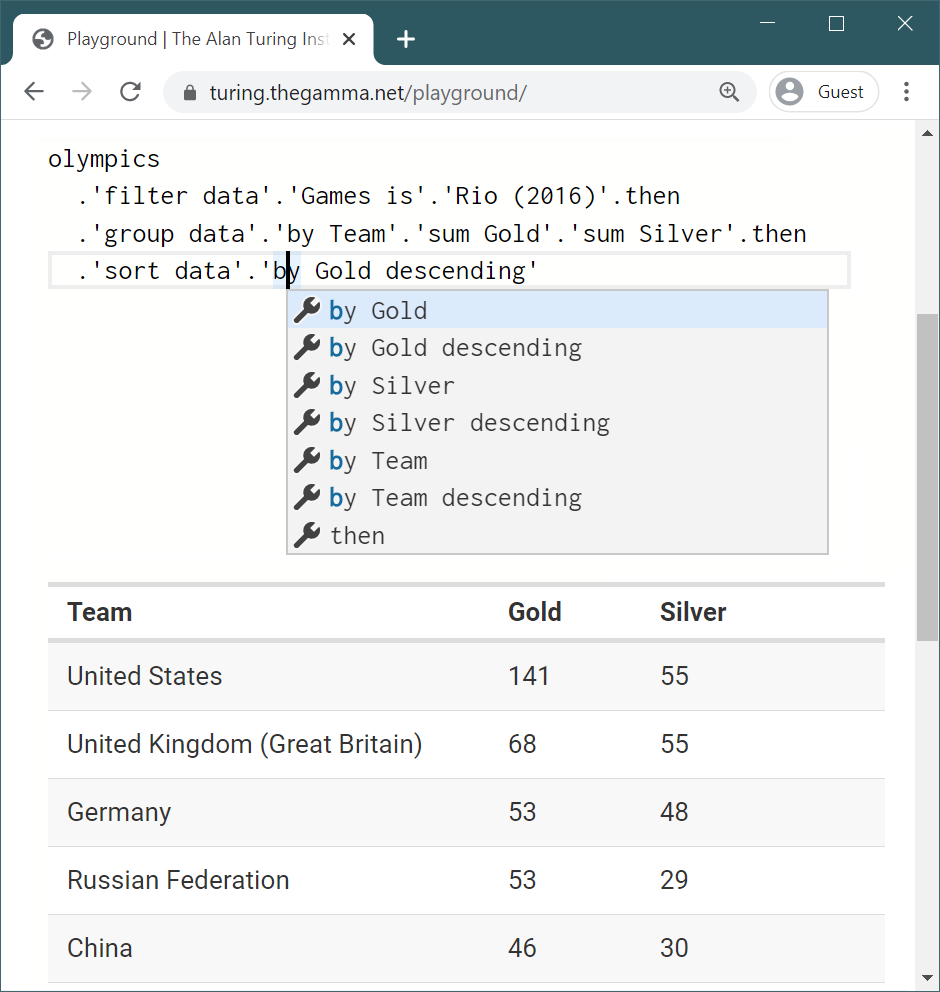 Playground | The Alan Turing Inst
turing.thegamma.net/playground/
Guest
olympics
.'filter data'.'Games is'.'Rio (2016)'.then
.'group data'.'by Team'.'sum Gold'.'sum Silver'.then
.'sort data'.'by Gold descending'
by Gold
by Gold descending
by Silver
by Silver descending
by Team
by Team descending
then
Team Gold Silver
United States 141 55
United Kingdom (Great Britain) 68 55
Germany 53 48
Russian Federation 53 29
China 46 30